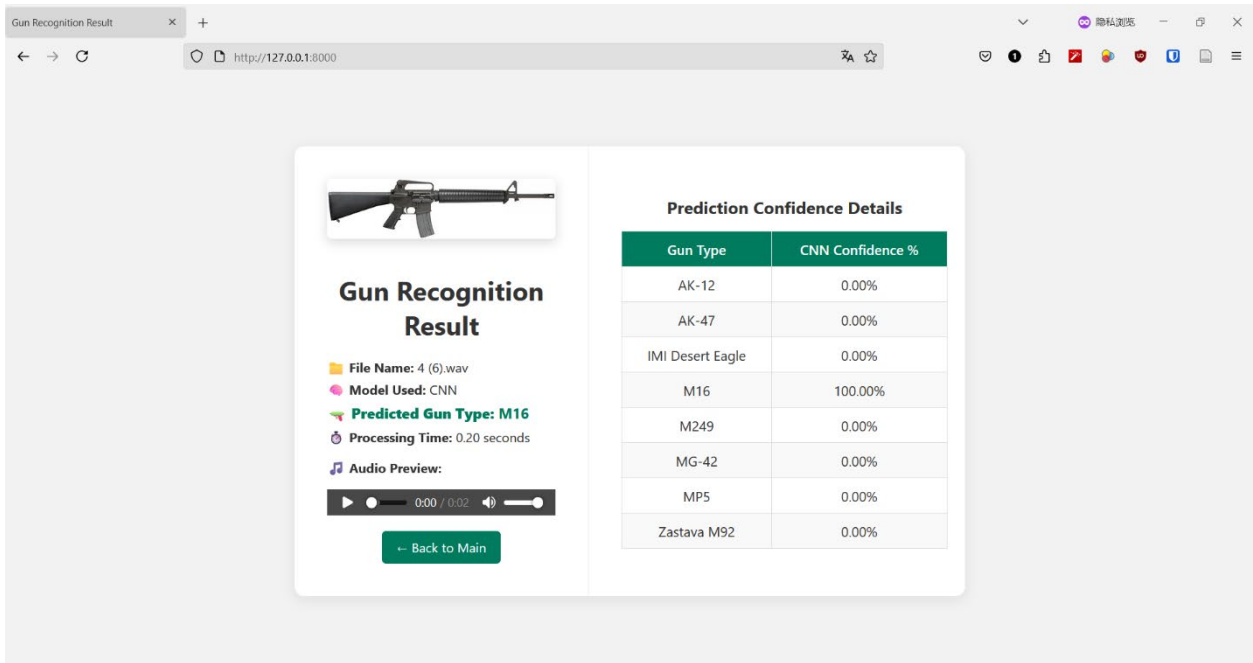 Gun Recognition Result
隐私浏览
http://127.0.0.1:8000
Gun Recognition
Result
File Name: 4 (6).wav
Model Used: CNN
Predicted Gun Type: M16
Processing Time: 0.20 seconds
Audio Preview:
0:00 / 0:02
← Back to Main
Prediction Confidence Details
Gun Type CNN Confidence %
AK-12 0.00%
AK-47 0.00%
IMI Desert Eagle 0.00%
M16 100.00%
M249 0.00%
MG-42 0.00%
MP5 0.00%
Zastava M92 0.00%